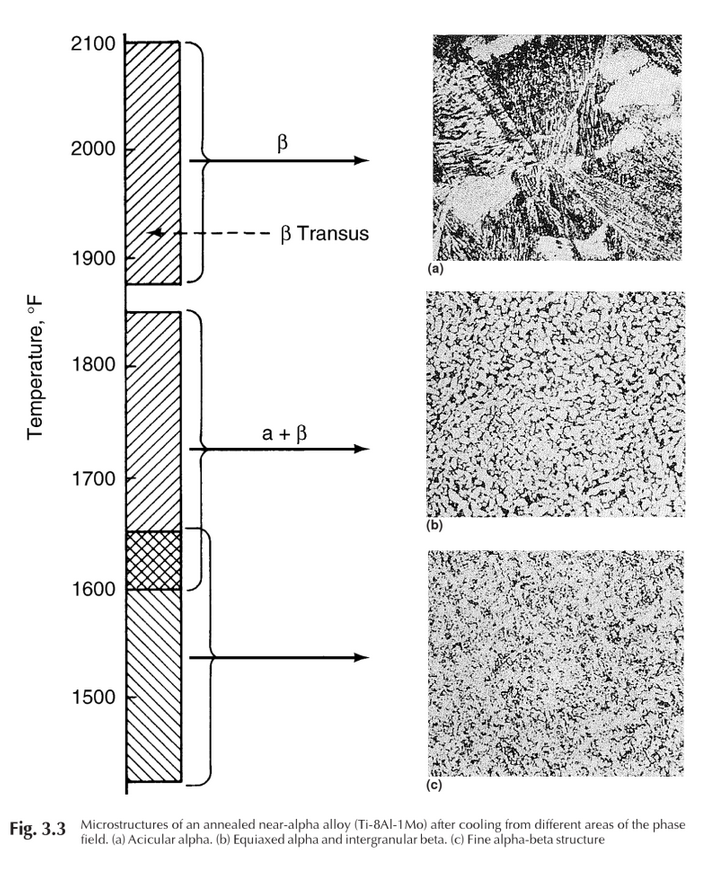 2100
2000
β
β Transus
1900
(a)
Temperature, °F
1800
a + β
1700
(b)
1600
1500
(c)
Fig. 3.3 Microstructures of an annealed near-alpha alloy (Ti-8Al-1Mo) after cooling from different areas of the phase
field. (a) Acicular alpha. (b) Equiaxed alpha and intergranular beta. (c) Fine alpha-beta structure